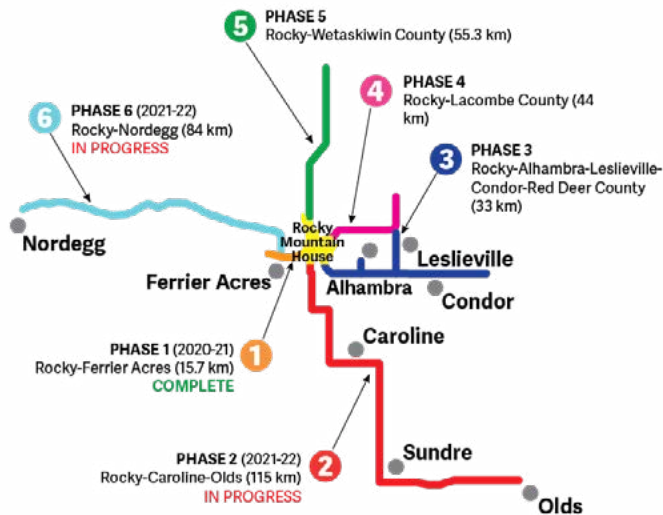 5
PHASE 5
Rocky-Wetaskiwin County (55.3 km)
4
PHASE 4
Rocky-Lacombe County (44
km)
6
PHASE 6 (2021-22)
Rocky-Nordegg (84 km)
IN PROGRESS
3
PHASE 3
Rocky-Alhambra-Leslieville-
Condor-Red Deer County
(33 km)
Nordegg
Rocky
Mountain
House
Leslieville
Ferrier Acres
Alhambra
Condor
Caroline
PHASE 1 (2020-21)
Rocky-Ferrier Acres (15.7 km)
COMPLETE
1
PHASE 2 (2021-22)
Rocky-Caroline-Olds (115 km)
IN PROGRESS
2
Sundre
Olds